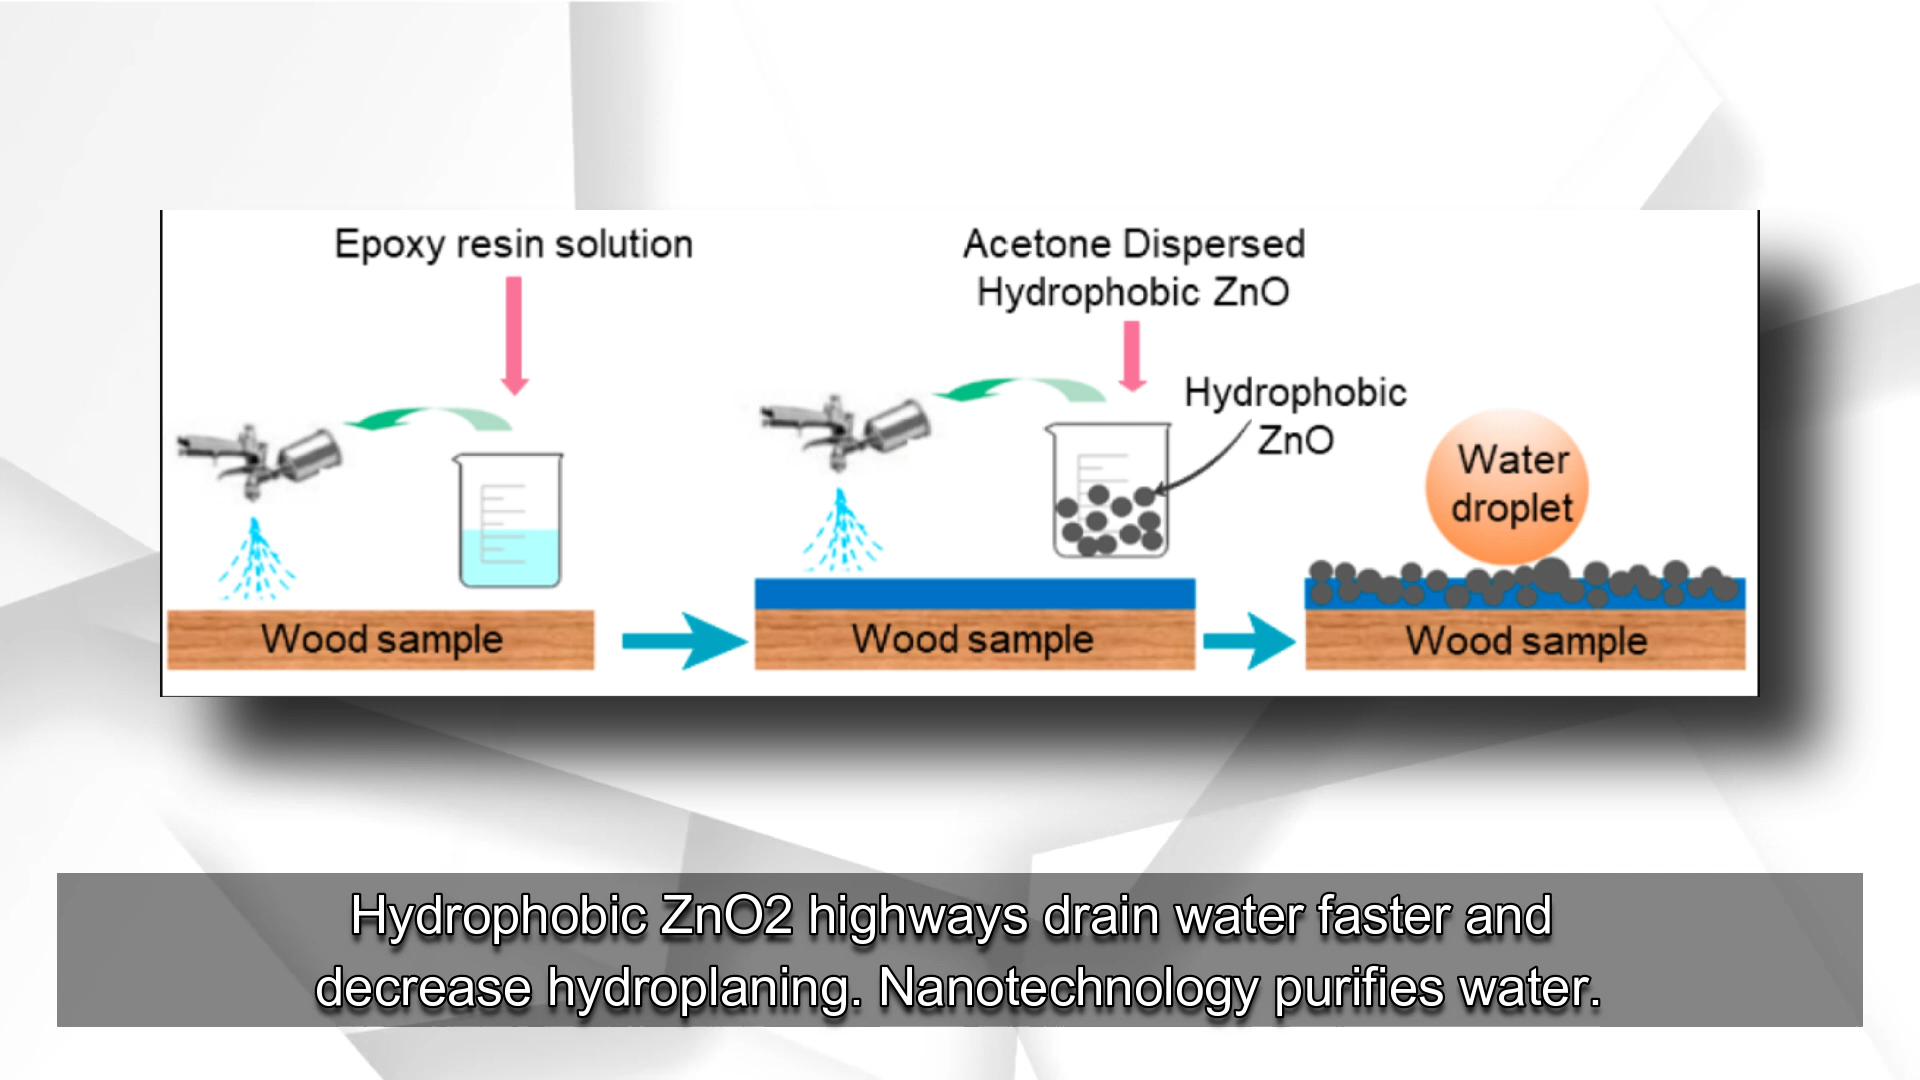 Epoxy resin solution
Acetone Dispersed
Hydrophobic ZnO
Hydrophobic
ZnO
Water
droplet
Wood sample
Wood sample
Wood sample
Hydrophobic ZnO2 highways drain water faster and
decrease hydroplaning. Nanotechnology purifies water.